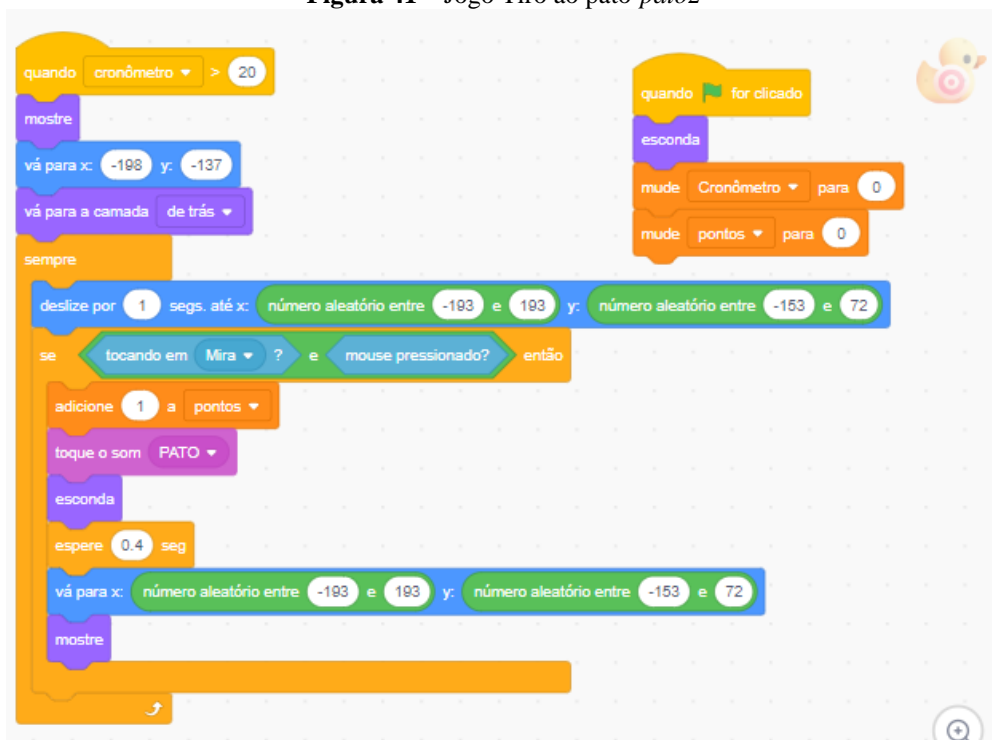 Figura 41 – Jogo Tiro ao pato pato2
quando cronômetro > 20
mostre
vá para x: -198 y: -137
vá para a camada de trás
sempre
deslize por 1 segs. até x: número aleatório entre -193 e 193 y: número aleatório entre -153 e 72
se tocando em Mira ? e mouse pressionado? então
adicione 1 a pontos
toque o som PATO
esconda
espere 0.4 seg
vá para x: número aleatório entre -193 e 193 y: número aleatório entre -153 e 72
mostre
quando for clicado
esconda
mude Cronômetro para 0
mude pontos para 0